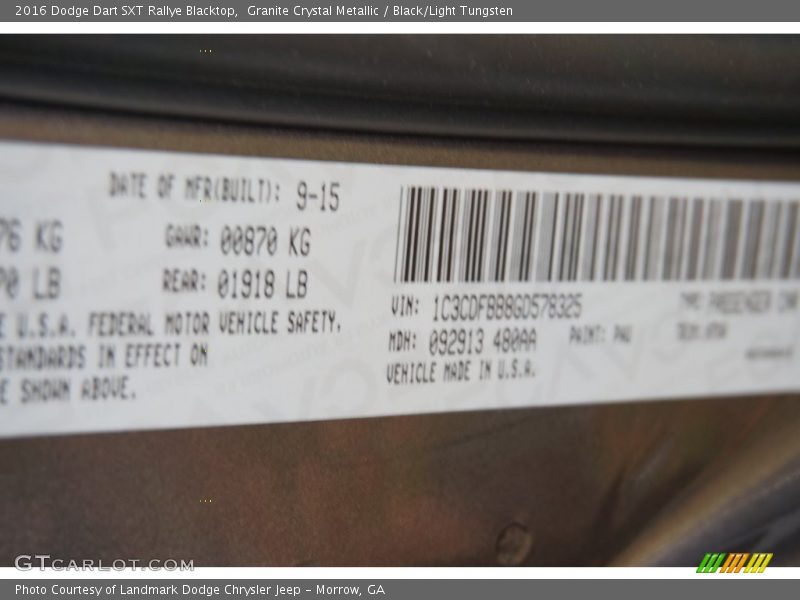 2016 Dodge Dart SXT Rallye Blacktop,  Granite Crystal Metallic / Black/Light Tungsten
DATE OF MFR(BUILT): 9-15
76 KG GAWR: 00870 KG
70 LB REAR: 01918 LB
E U.S.A. FEDERAL MOTOR VEHICLE SAFETY.
STANDARDS IN EFFECT ON
E SHOWN ABOVE.
VIN: 1C3CDFBB8GD578325 PASSENGER CAR
MDH: 092913 480AA PAINT: PAU
VEHICLE MADE IN U.S.A.
GTCARLOT.COM
Photo Courtesy of Landmark Dodge Chrysler Jeep – Morrow, GA